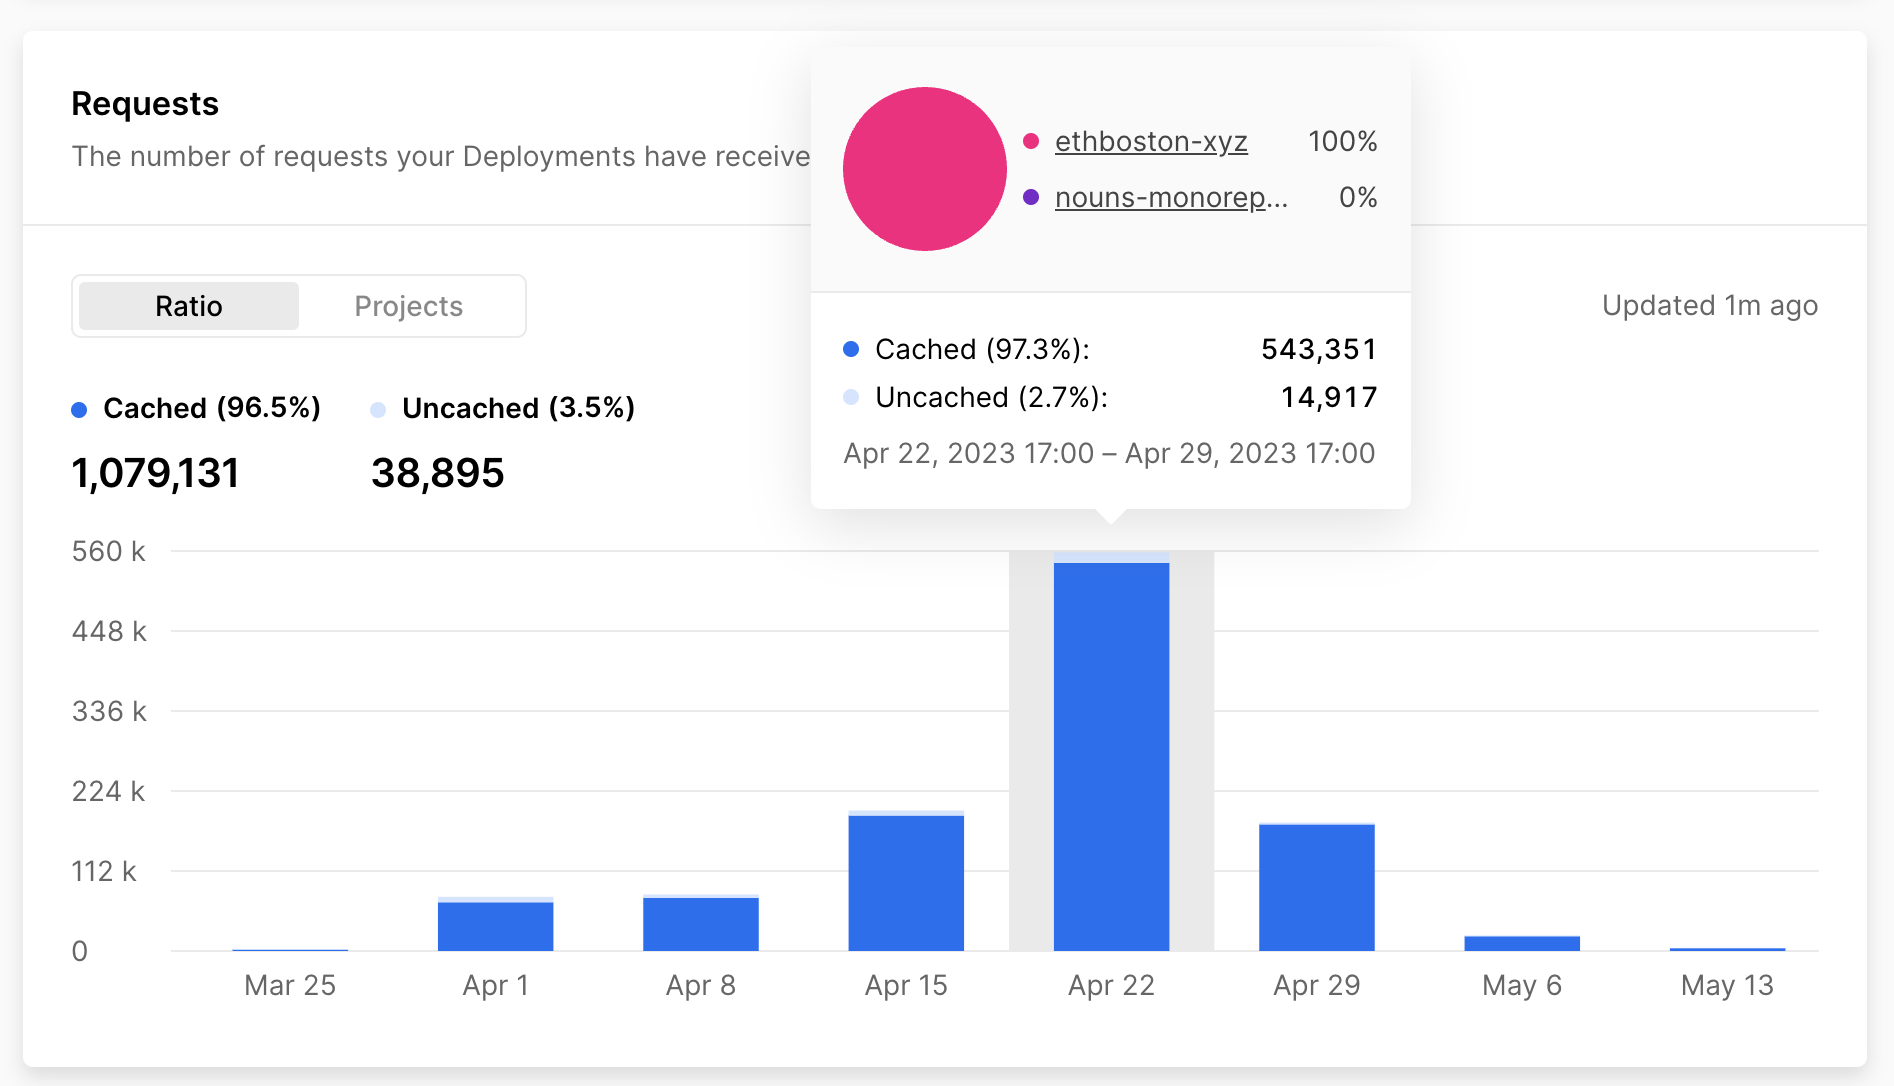 Requests
The number of requests your Deployments have receive
ethboston-xyz 100%
nouns-monorep... 0%
Ratio Projects
Updated 1m ago
Cached (97.3%): 543,351
Uncached (2.7%): 14,917
Apr 22, 2023 17:00 – Apr 29, 2023 17:00
Cached (96.5%) Uncached (3.5%)
1,079,131 38,895
560 k
448 k
336 k
224 k
112 k
0
Mar 25 Apr 1 Apr 8 Apr 15 Apr 22 Apr 29 May 6 May 13